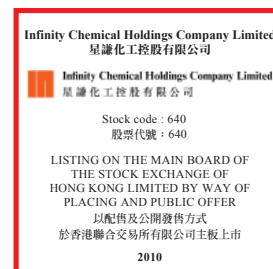 Infinity Chemical Holdings Company Limited
星謙化工控股有限公司
Infinity Chemical Holdings Company Limited
星謙化工控股有限公司
Stock code : 640
股票代號：640
LISTING ON THE MAIN BOARD OF
THE STOCK EXCHANGE OF
HONG KONG LIMITED BY WAY OF
PLACING AND PUBLIC OFFER
以配售及公開發售方式
於香港聯合交易所有限公司主板上市
2010